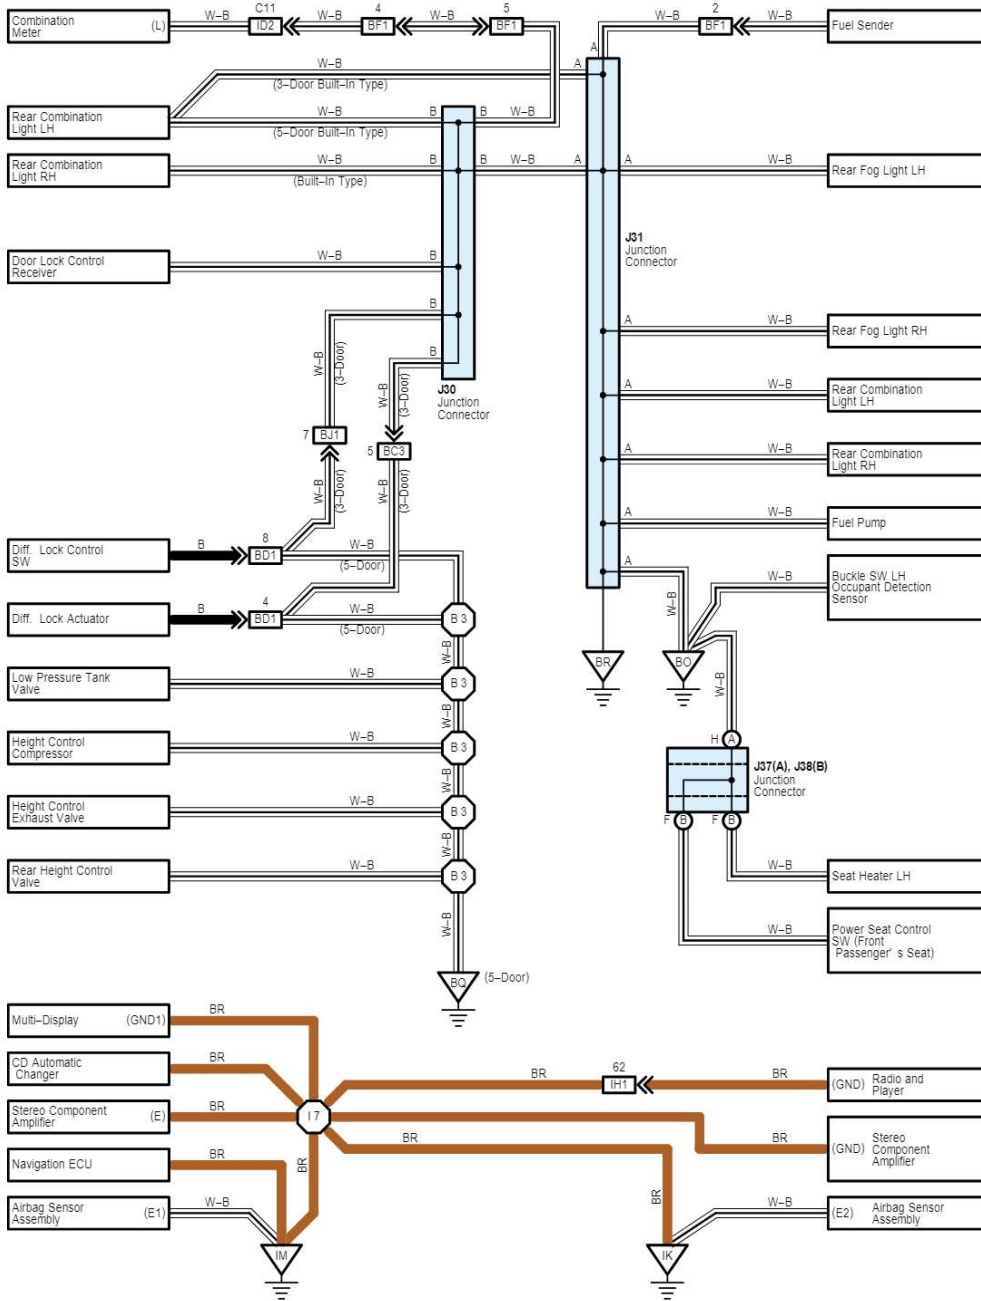 Combination
Meter
(L)
W–B
C11
ID2
W–B
4
BF1
W–B
5
BF1
W–B
2
BF1
W–B
Fuel Sender
A
W–B
A
(3–Door Built–In Type)
Rear Combination
Light LH
W–B
B
B
W–B
(5–Door Built–In Type)
Rear Combination
Light RH
W–B
B
B
W–B
A
A
W–B
Rear Fog Light LH
(Built–In Type)
J31
Junction
Connector
Door Lock Control
Receiver
W–B
B
B
W–B
(3–Door)
A
W–B
Rear Fog Light RH
B
W–B
(3–Door)
J30
Junction
Connector
A
W–B
Rear Combination
Light LH
7
BJ1
5
BC3
A
W–B
Rear Combination
Light RH
W–B
(3–Door)
W–B
(3–Door)
A
W–B
Fuel Pump
Diff. Lock Control
SW
B
8
BD1
W–B
(5–Door)
A
W–B
W–B
Buckle SW LH
Occupant Detection
Sensor
Diff. Lock Actuator
B
4
BD1
W–B
(5–Door)
B 3
W–B
BR
BO
W–B
Low Pressure Tank
Valve
W–B
B 3
W–B
Height Control
Compressor
W–B
B 3
W–B
H
A
J37(A), J38(B)
Junction
Connector
Height Control
Exhaust Valve
W–B
B 3
W–B
F
B
F
B
Rear Height Control
Valve
W–B
B 3
W–B
W–B
Seat Heater LH
W–B
Power Seat Control
SW (Front
Passenger' s Seat)
BQ
(5–Door)
Multi–Display
(GND1)
BR
CD Automatic
Changer
BR
BR
62
IH1
BR
(GND)
Radio and
Player
Stereo Component
Amplifier
(E)
BR
I 7
BR
BR
(GND)
Stereo
Component
Amplifier
Navigation ECU
BR
BR
BR
Airbag Sensor
Assembly
(E1)
W–B
W–B
(E2)
Airbag Sensor
Assembly
IM
IK